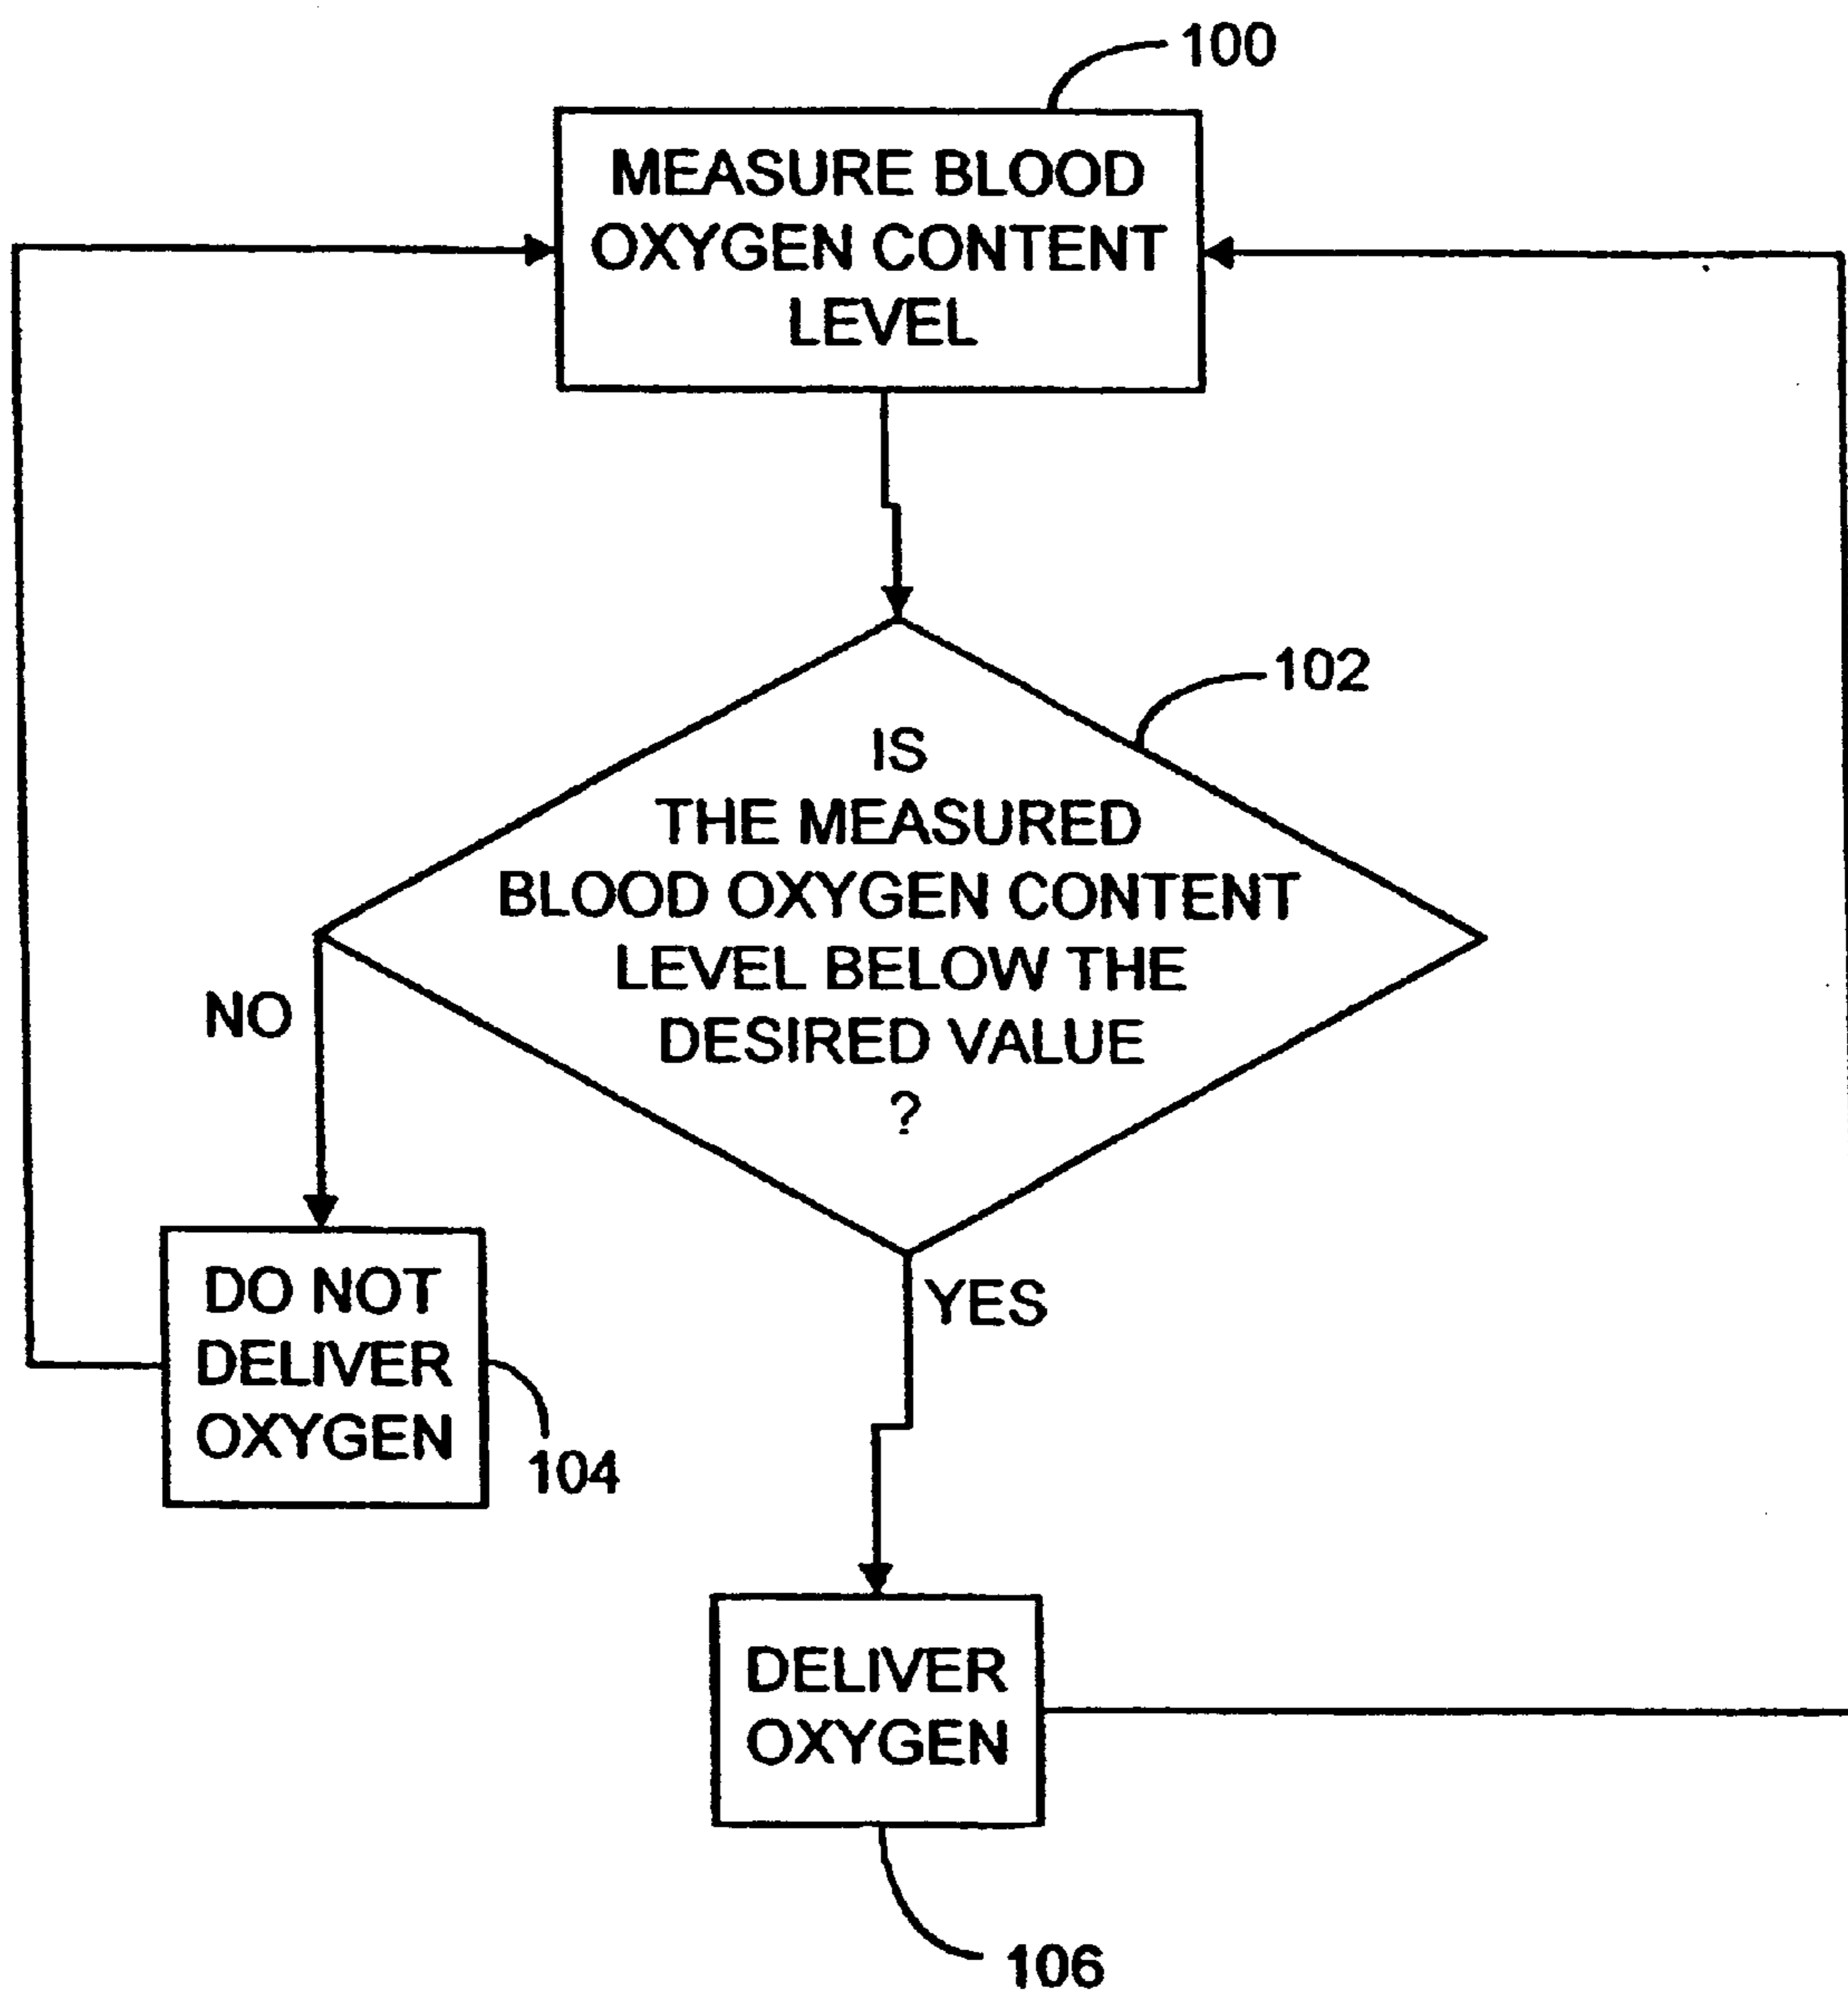 100
MEASURE BLOOD
OXYGEN CONTENT
LEVEL
102
IS
THE MEASURED
BLOOD OXYGEN CONTENT
LEVEL BELOW THE
DESIRED VALUE
?
NO
YES
DO NOT
DELIVER
OXYGEN
104
DELIVER
OXYGEN
106